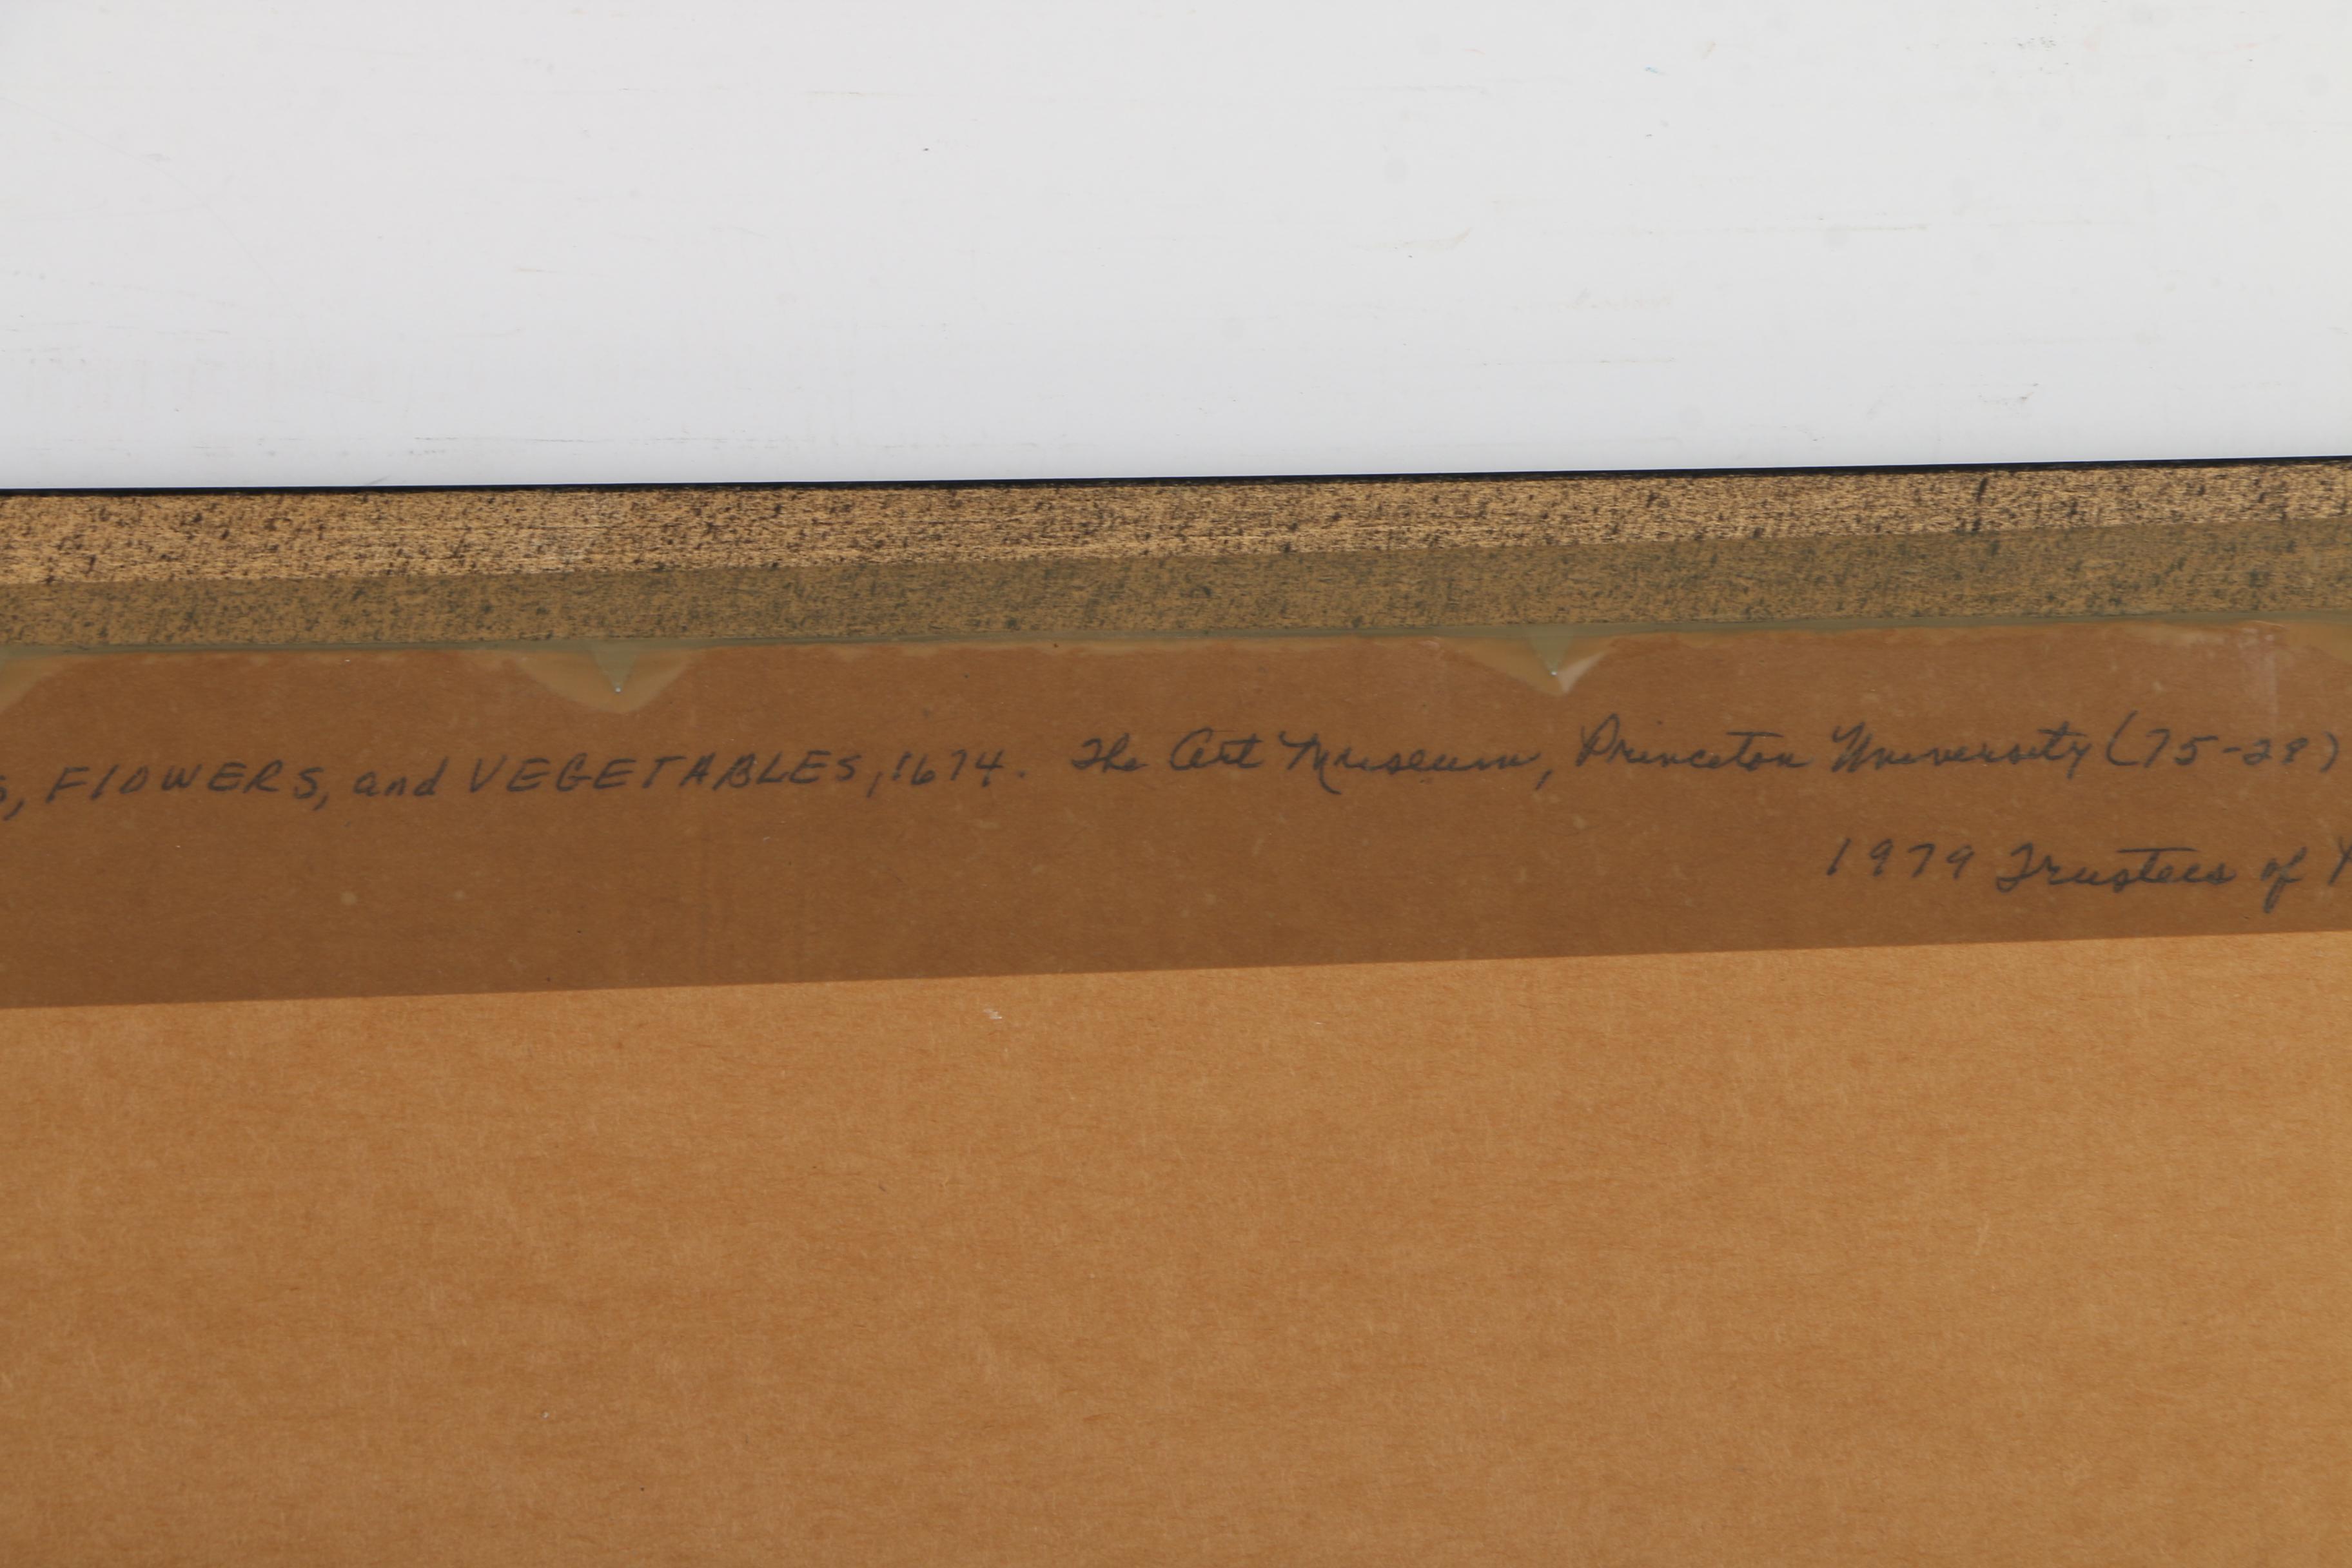 , FlOWERS, and VEGETABLES, 1674. The Art Museum, Princeton University (75-28)
1979 Trustees of